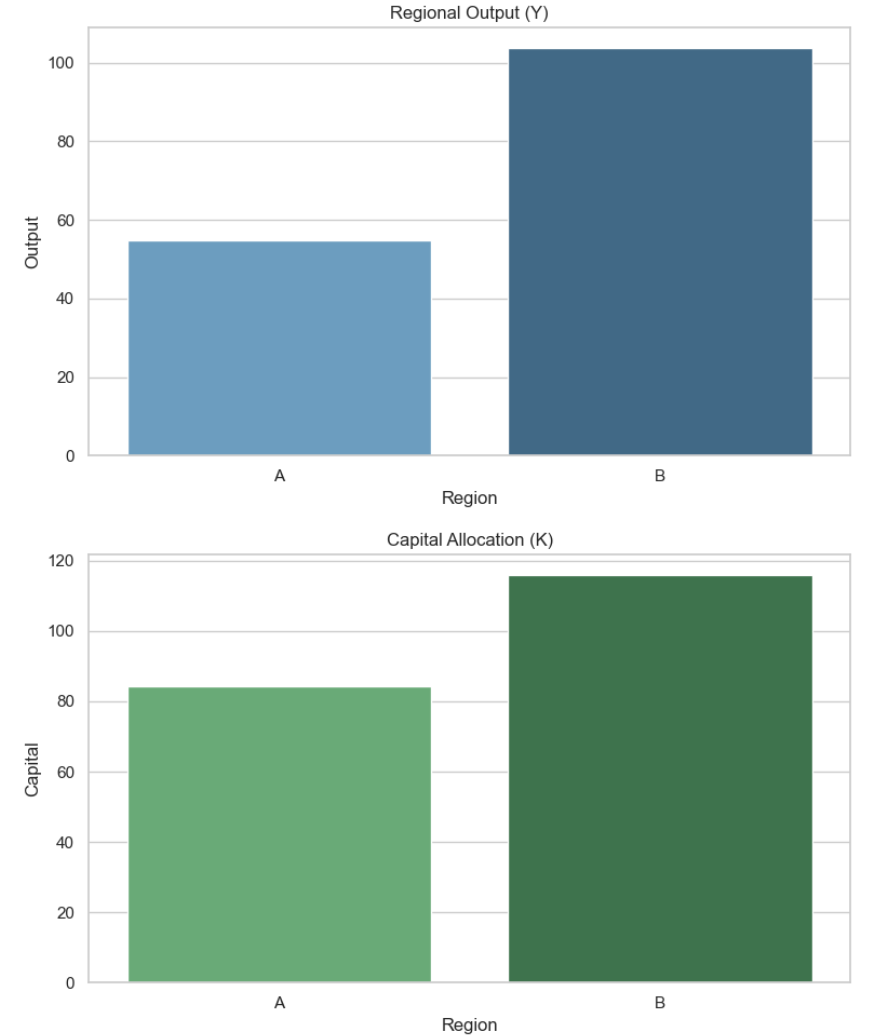 Regional Output (Y)
100
80
60
40
20
0
Output
A
B
Region
Capital Allocation (K)
120
100
80
60
40
20
0
Capital
A
B
Region